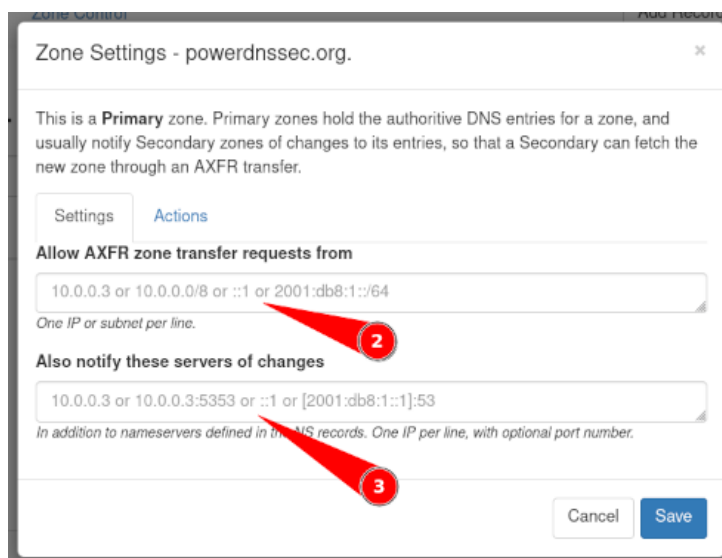 Zone Control Add Record
Zone Settings - powerdnssec.org. ×
This is a Primary zone. Primary zones hold the authoritive DNS entries for a zone, and
usually notify Secondary zones of changes to its entries, so that a Secondary can fetch the
new zone through an AXFR transfer.
Settings Actions
Allow AXFR zone transfer requests from
10.0.0.3 or 10.0.0.0/8 or ::1 or 2001:db8:1::/64
One IP or subnet per line.
2
Also notify these servers of changes
10.0.0.3 or 10.0.0.3:5353 or ::1 or [2001:db8:1::1]:53
In addition to nameservers defined in the NS records. One IP per line, with optional port number.
3
Cancel Save